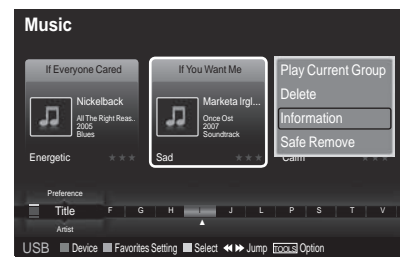 Music
If Everyone Cared
Nickelback
All The Right Reas..
2005
Blues
Energetic
If You Want Me
Marketa Irgl...
Once Ost
2007
Soundtrack
Sad
Play Current Group
Delete
Information
Safe Remove
Calm
Preference
Title F G H I J L P S T V
Artist
USB Device Favorites Setting Select Jump TOOLS Option